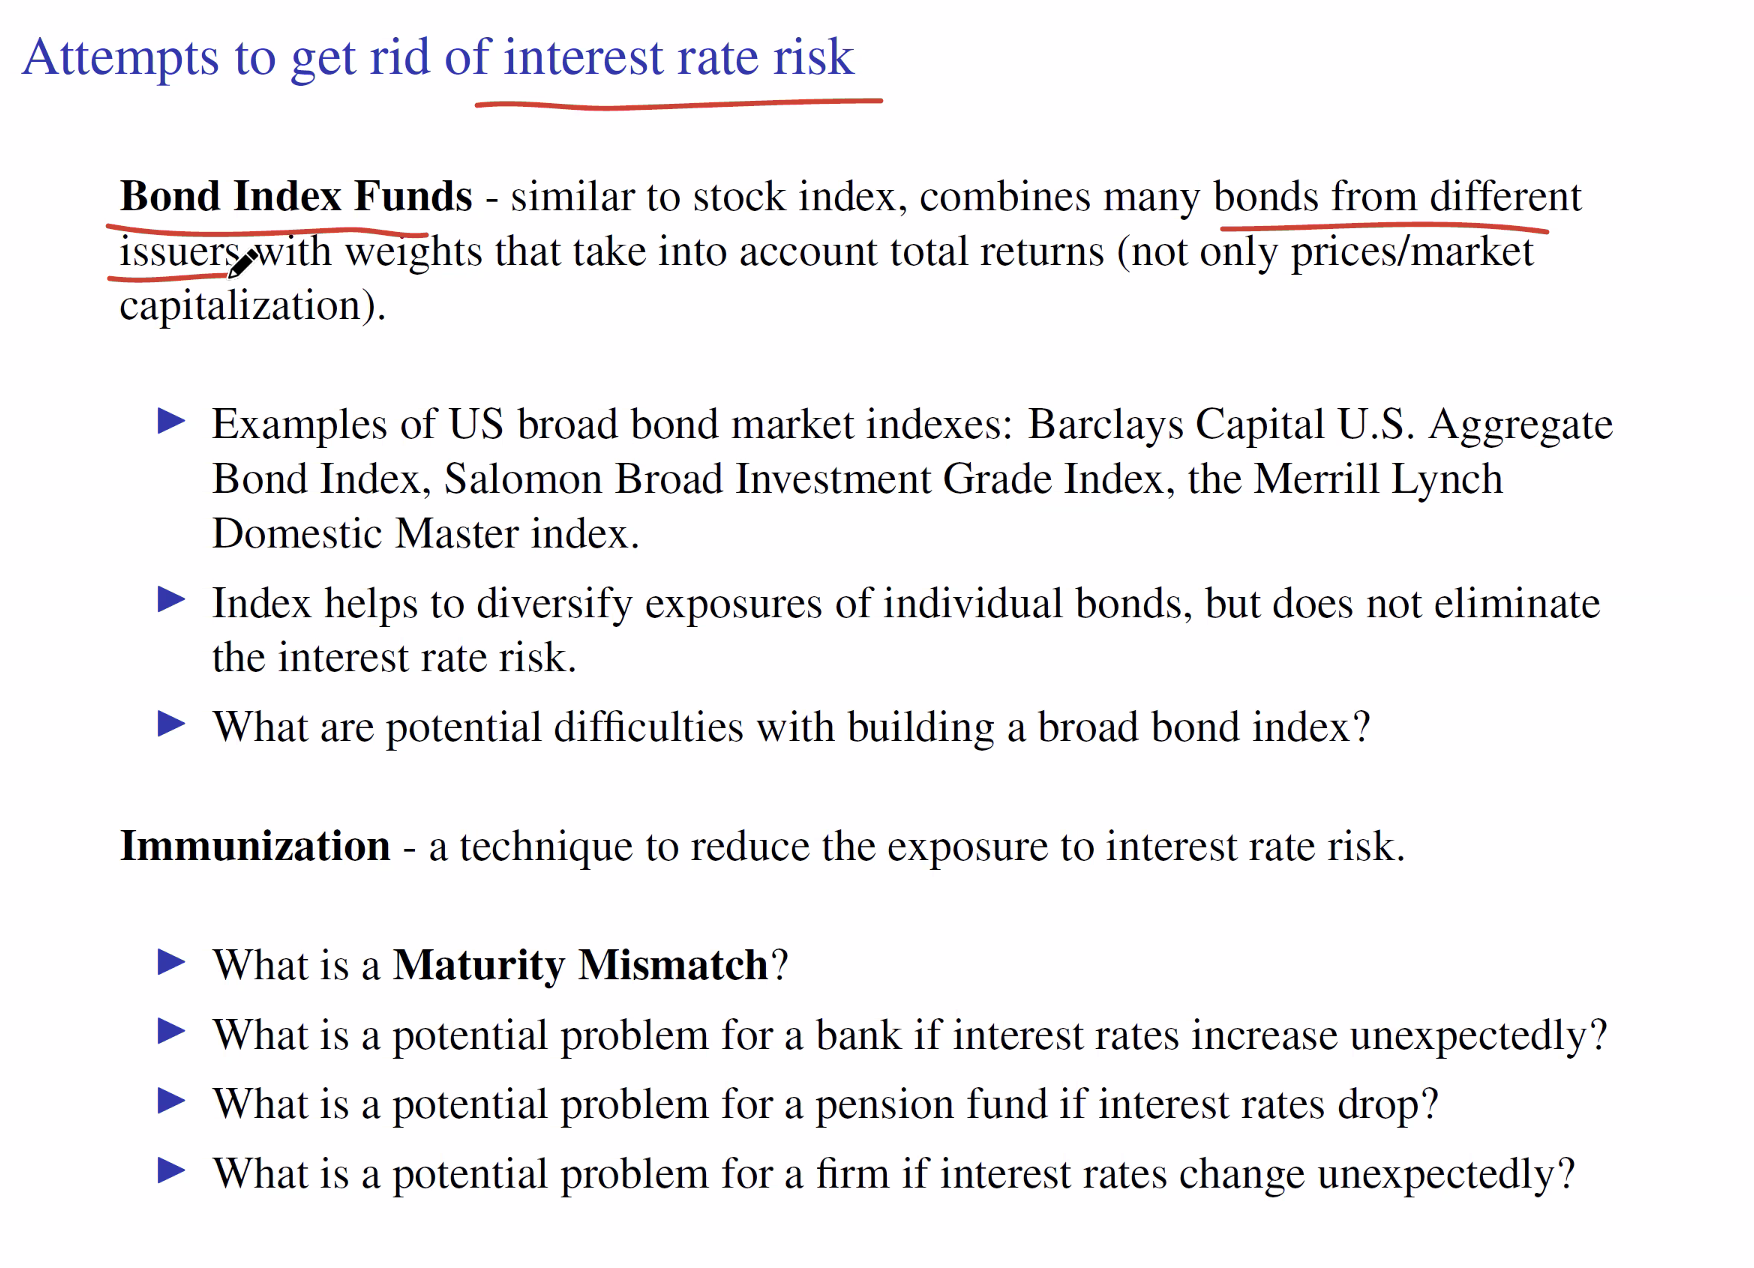 Attempts to get rid of interest rate risk
Bond Index Funds - similar to stock index, combines many bonds from different
issuers with weights that take into account total returns (not only prices/market
capitalization).
Examples of US broad bond market indexes: Barclays Capital U.S. Aggregate
Bond Index, Salomon Broad Investment Grade Index, the Merrill Lynch
Domestic Master index.
Index helps to diversify exposures of individual bonds, but does not eliminate
the interest rate risk.
What are potential difficulties with building a broad bond index?
Immunization - a technique to reduce the exposure to interest rate risk.
What is a Maturity Mismatch?
What is a potential problem for a bank if interest rates increase unexpectedly?
What is a potential problem for a pension fund if interest rates drop?
What is a potential problem for a firm if interest rates change unexpectedly?